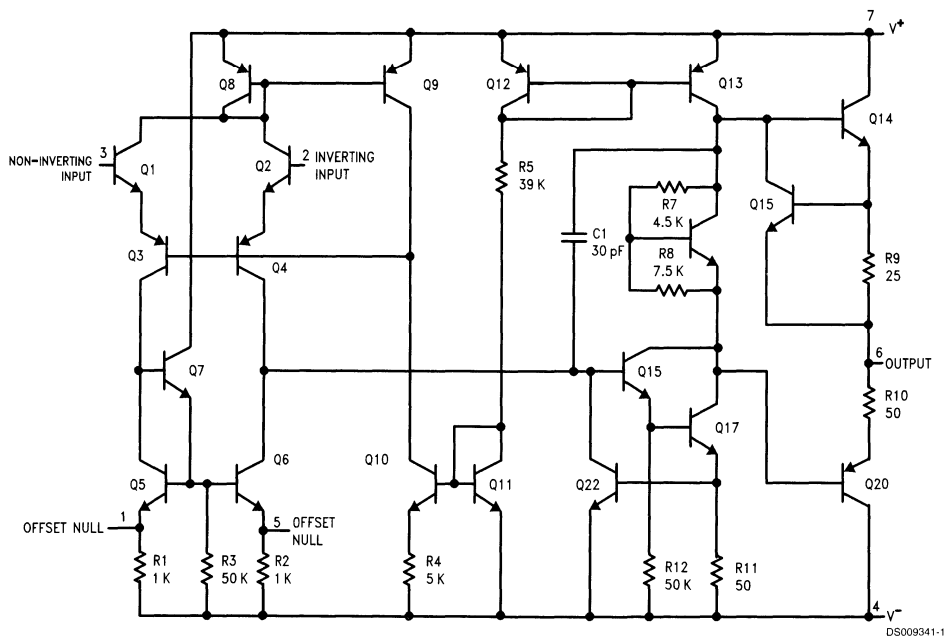 7
V+
Q8
Q9
Q12
Q13
Q14
3
NON-INVERTING
INPUT
Q1
Q2
2 INVERTING
INPUT
R5
39 K
R7
4.5 K
Q15
C1
30 pF
R8
7.5 K
Q3
Q4
R9
25
Q7
Q15
6
OUTPUT
R10
50
Q17
Q5
Q6
Q10
Q11
Q22
Q20
OFFSET NULL
1
5
OFFSET
NULL
R1
1 K
R3
50 K
R2
1 K
R4
5 K
R12
50 K
R11
50
4
V-
DS009341-1